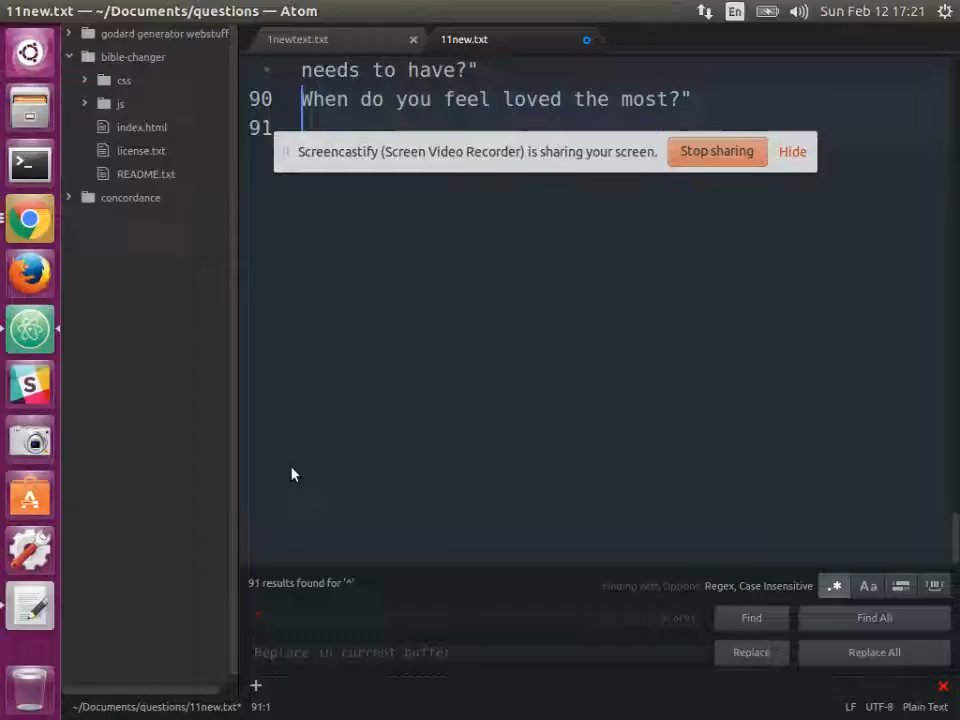 11new.txt — ~/Documents/questions — Atom
En
Sun Feb 12 17:21
godard generator webstuff
bible-changer
css
js
index.html
license.txt
README.txt
concordance
1newtext.txt
11new.txt
needs to have?"
90 When do you feel loved the most?"
91
Screencastify (Screen Video Recorder) is sharing your screen. Stop sharing Hide
91 results found for '^'
Finding with Options: Regex, Case Insensitive
.* Aa
^
Find
Find All
Replace in current buffer
Replace
Replace All
~/Documents/questions/11new.txt* 91:1
LF UTF-8 Plain Text